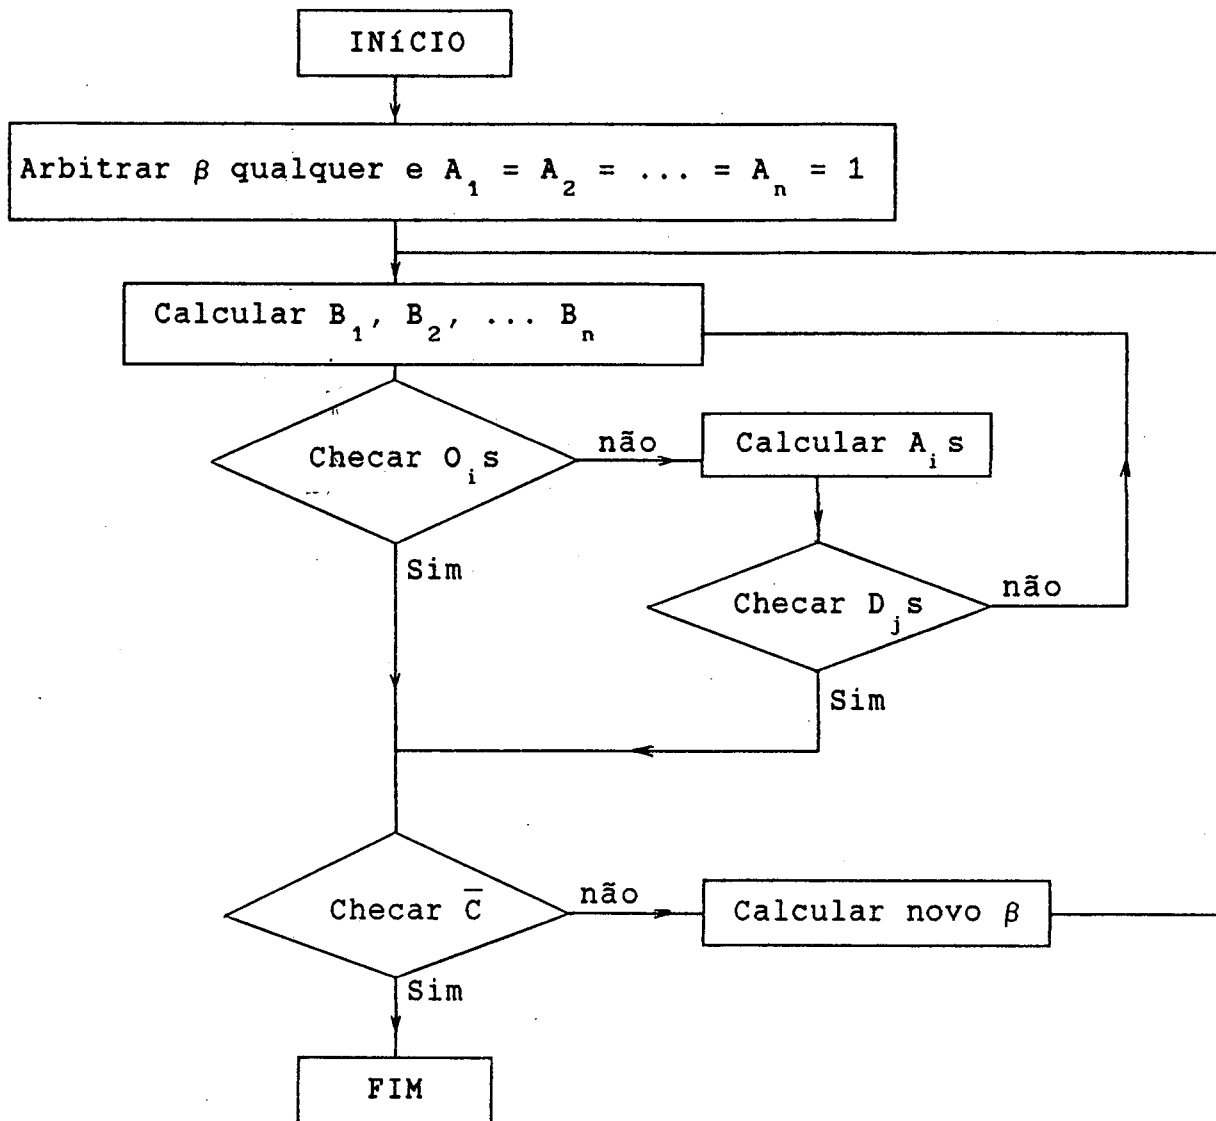 INíCIO
Arbitrar β qualquer e A₁ = A₂ = ... = Aₙ = 1
Calcular B₁, B₂, ... Bₙ
Checar Oᵢs
não
Calcular Aᵢs
Sim
Checar Dⱼs
não
Sim
Checar C̅
não
Calcular novo β
Sim
FIM